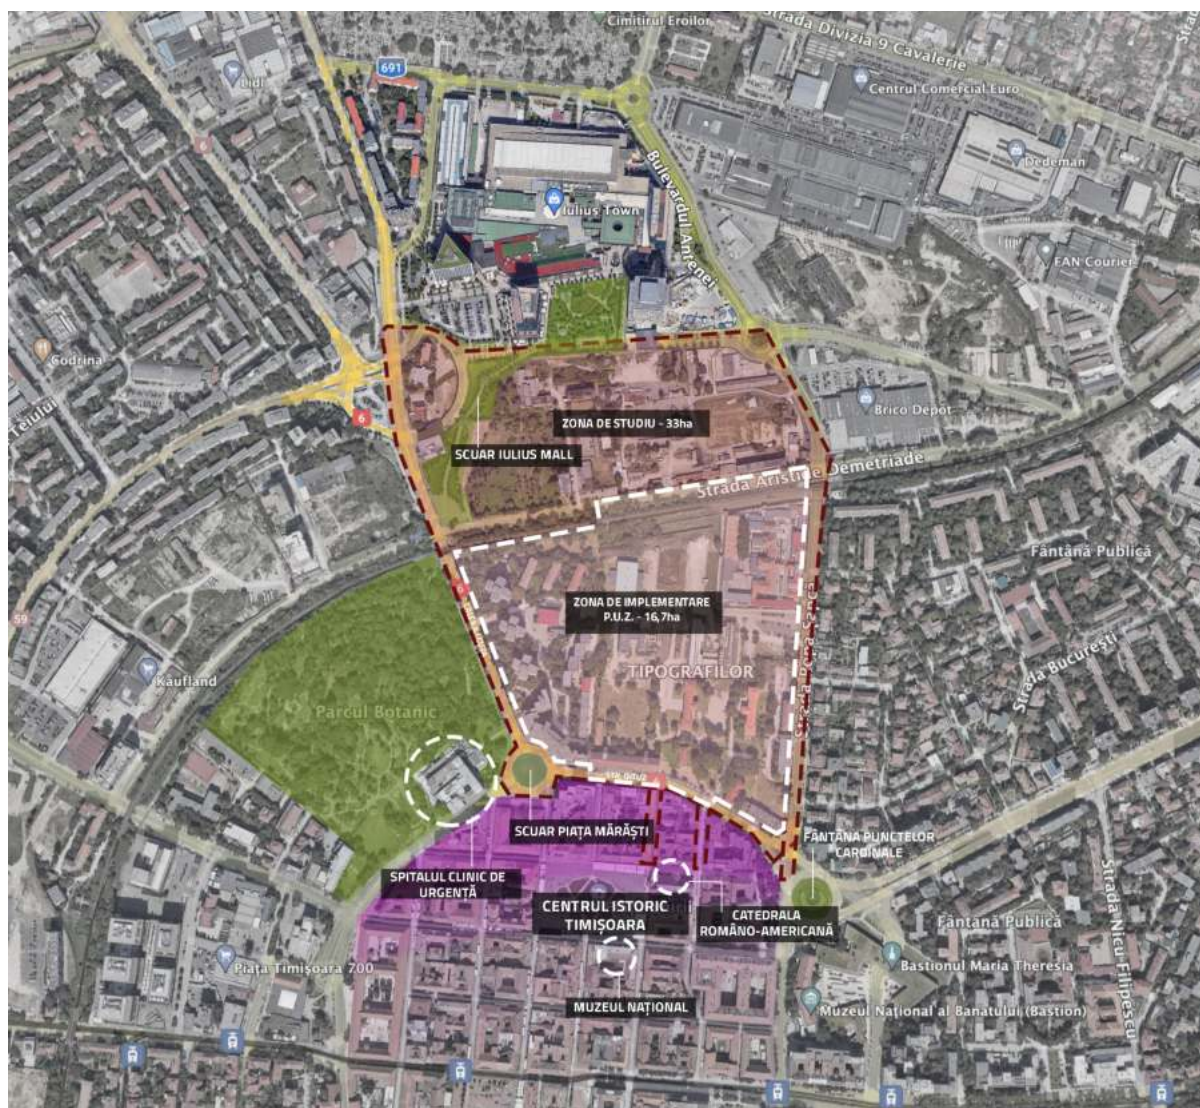 Cimitirul Eroilor
Strada Divizia 9 Cavalerie
691
Lidl
Centrul Comercial Euro
6
Dedeman
Bulevardul Antenei
Iulius Town
FAN Courier
Codrina
Teiului
6
Brico Depôt
ZONA DE STUDIU - 33ha
SCUAR IULIUS MALL
Strada Aristide Demetriade
Fântână Publică
59
6
ZONA DE IMPLEMENTARE
P.U.Z. - 16,7ha
TIPOGRAFILOR
Strada București
Kaufland
Parcul Botanic
SCUAR PIAȚA MĂRĂȘTI
FÂNTÂNA PUNCTELOR
CARDINALE
SPITALUL CLINIC DE
URGENȚĂ
CENTRUL ISTORIC
TIMIȘOARA
CATEDRALA
ROMÂNO-AMERICANĂ
Fântână Publică
Strada Nicu Filipescu
Piața Timișoara 700
Bastionul Maria Theresia
MUZEUL NAȚIONAL
Muzeul Național al Banatului (Bastion)